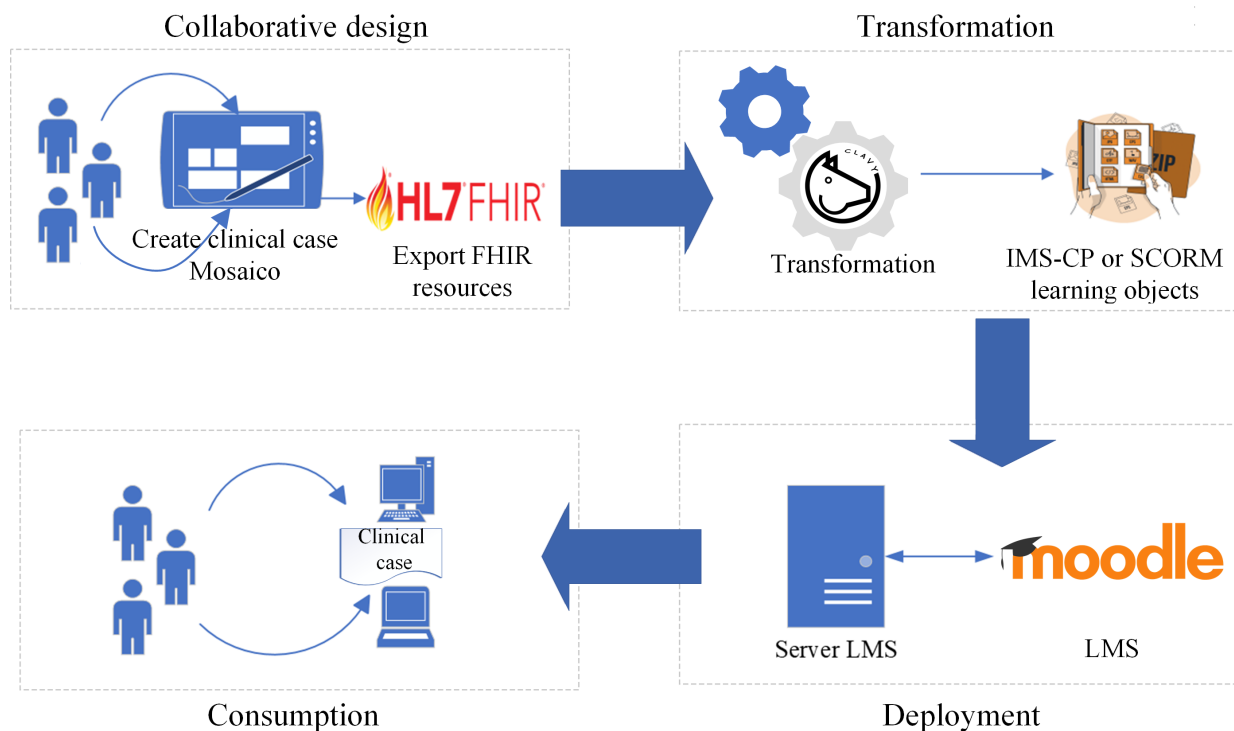 Collaborative design
Create clinical case
Mosaico
HL7 FHIR
Export FHIR
resources
Transformation
CLAVY
Transformation
ZIP
IMS-CP or SCORM
learning objects
Clinical
case
Consumption
Server LMS
moodle
LMS
Deployment